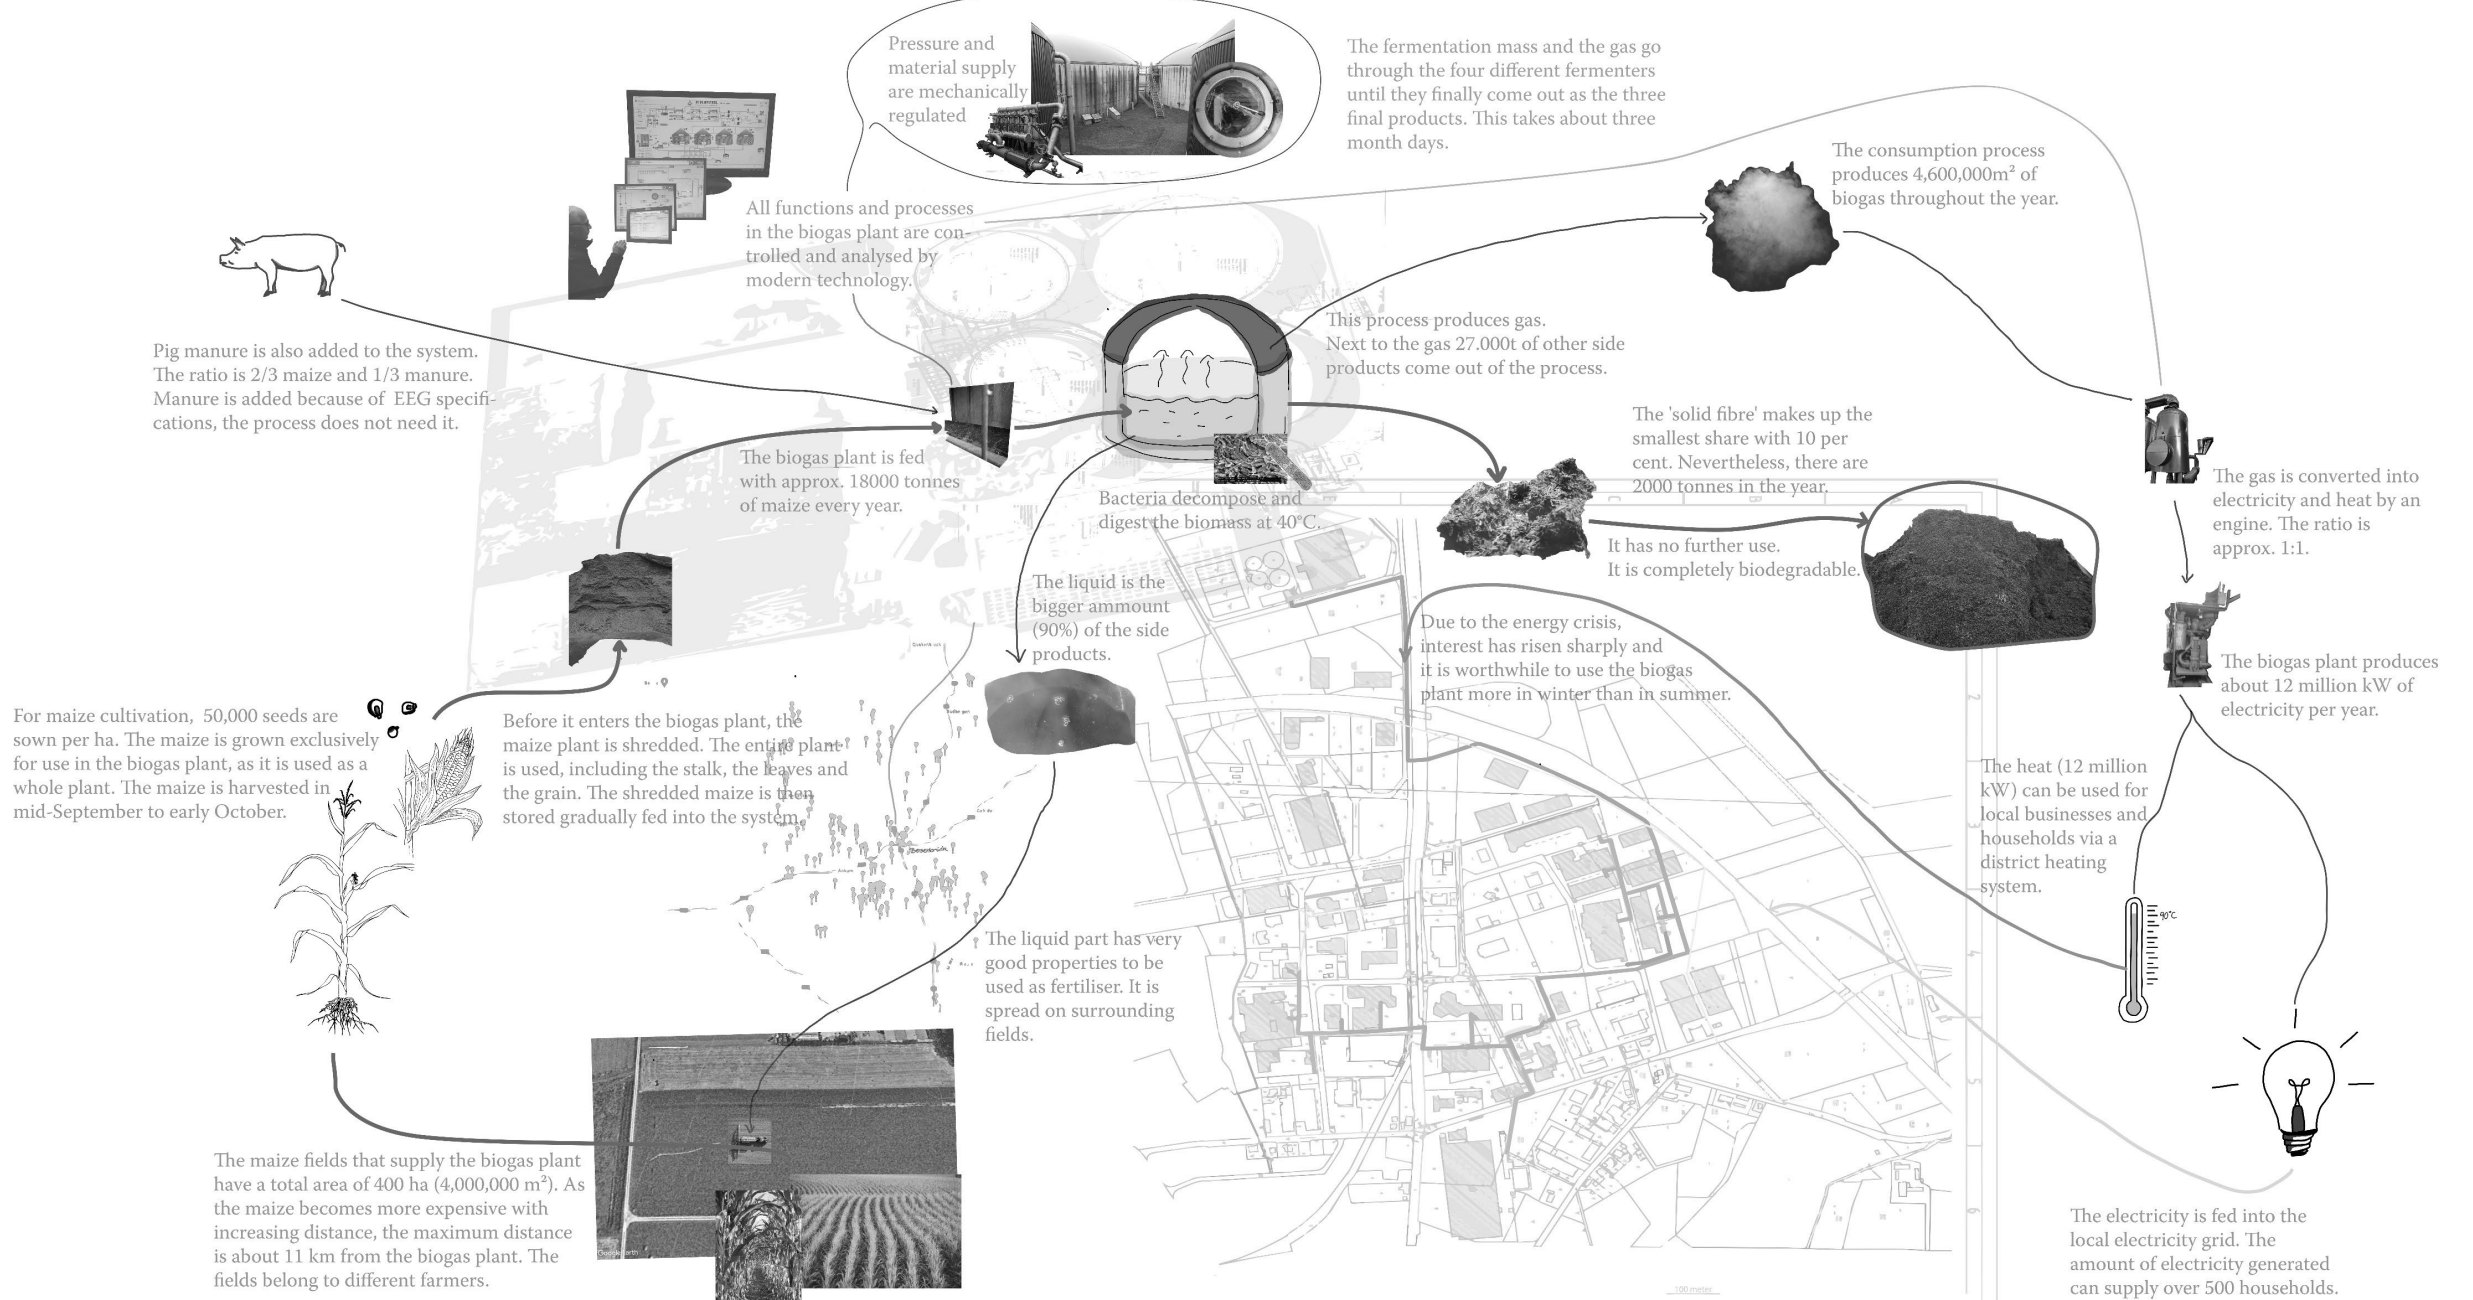 Pressure and
material supply
are mechanically
regulated
The fermentation mass and the gas go
through the four different fermenters
until they finally come out as the three
final products. This takes about three
month days.
The consumption process
produces 4,600,000m² of
biogas throughout the year.
All functions and processes
in the biogas plant are con-
trolled and analysed by
modern technology.
Pig manure is also added to the system.
The ratio is 2/3 maize and 1/3 manure.
Manure is added because of EEG specifi-
cations, the process does not need it.
This process produces gas.
Next to the gas 27.000t of other side
products come out of the process.
The 'solid fibre' makes up the
smallest share with 10 per
cent. Nevertheless, there are
2000 tonnes in the year.
The biogas plant is fed
with approx. 18000 tonnes
of maize every year.
Bacteria decompose and
digest the biomass at 40°C.
The gas is converted into
electricity and heat by an
engine. The ratio is
approx. 1:1.
It has no further use.
It is completely biodegradable.
The liquid is the
bigger ammount
(90%) of the side
products.
Due to the energy crisis,
interest has risen sharply and
it is worthwhile to use the biogas
plant more in winter than in summer.
The biogas plant produces
about 12 million kW of
electricity per year.
For maize cultivation, 50,000 seeds are
sown per ha. The maize is grown exclusively
for use in the biogas plant, as it is used as a
whole plant. The maize is harvested in
mid-September to early October.
Before it enters the biogas plant, the
maize plant is shredded. The entire plant
is used, including the stalk, the leaves and
the grain. The shredded maize is then
stored gradually fed into the system.
The heat (12 million
kW) can be used for
local businesses and
households via a
district heating
system.
90°C
The liquid part has very
good properties to be
used as fertiliser. It is
spread on surrounding
fields.
The maize fields that supply the biogas plant
have a total area of 400 ha (4,000,000 m²). As
the maize becomes more expensive with
increasing distance, the maximum distance
is about 11 km from the biogas plant. The
fields belong to different farmers.
Google Earth
The electricity is fed into the
local electricity grid. The
amount of electricity generated
can supply over 500 households.
100 meter
2
3
4
5
6